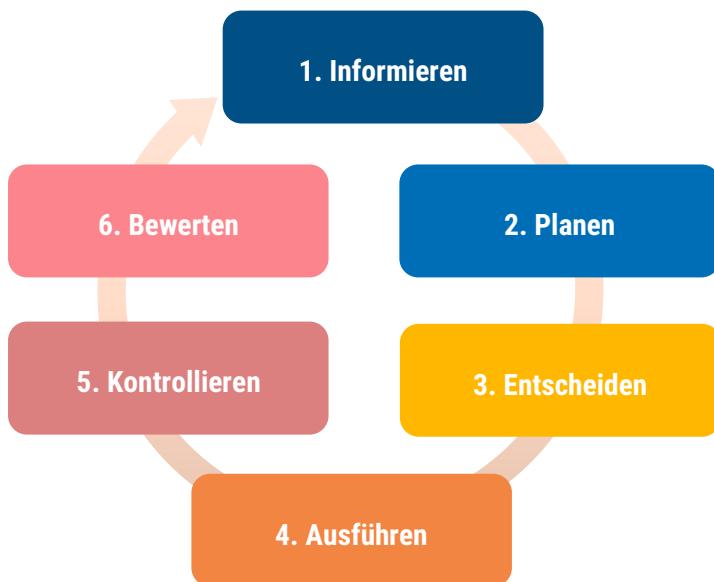 1. Informieren
2. Planen
3. Entscheiden
4. Ausführen
5. Kontrollieren
6. Bewerten